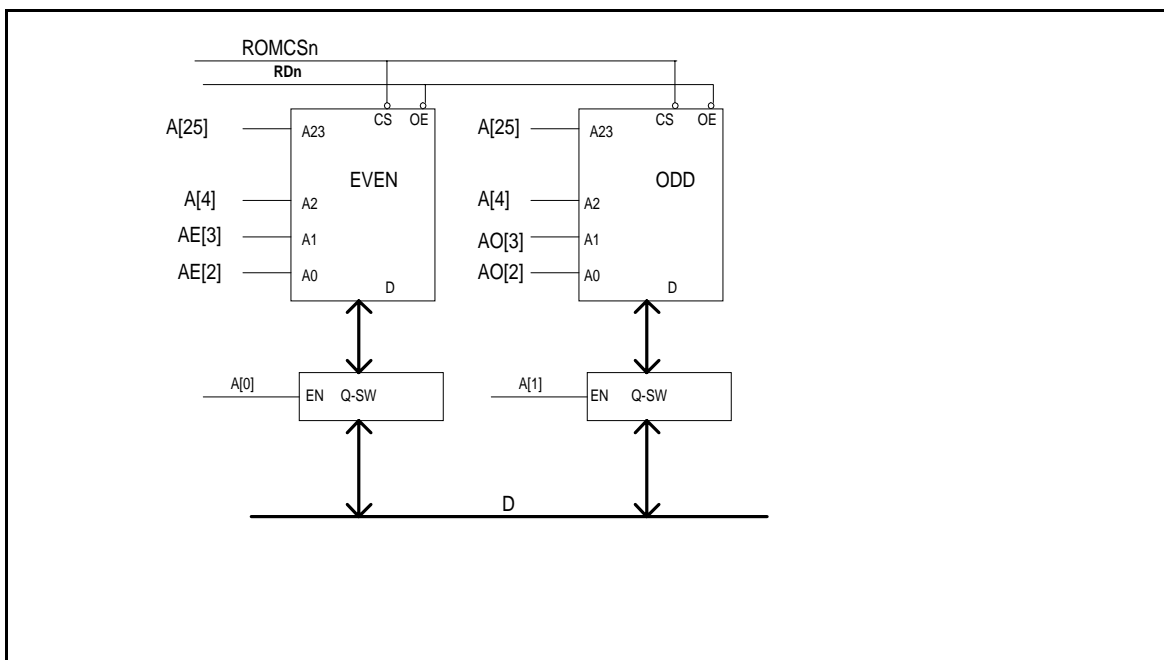 ROMCSn
RDn
CS OE CS OE
A[25] A23 A[25] A23
EVEN ODD
A[4] A2 A[4] A2
AE[3] A1 AO[3] A1
AE[2] A0 AO[2] A0
D D
A[0] EN Q-SW A[1] EN Q-SW
D